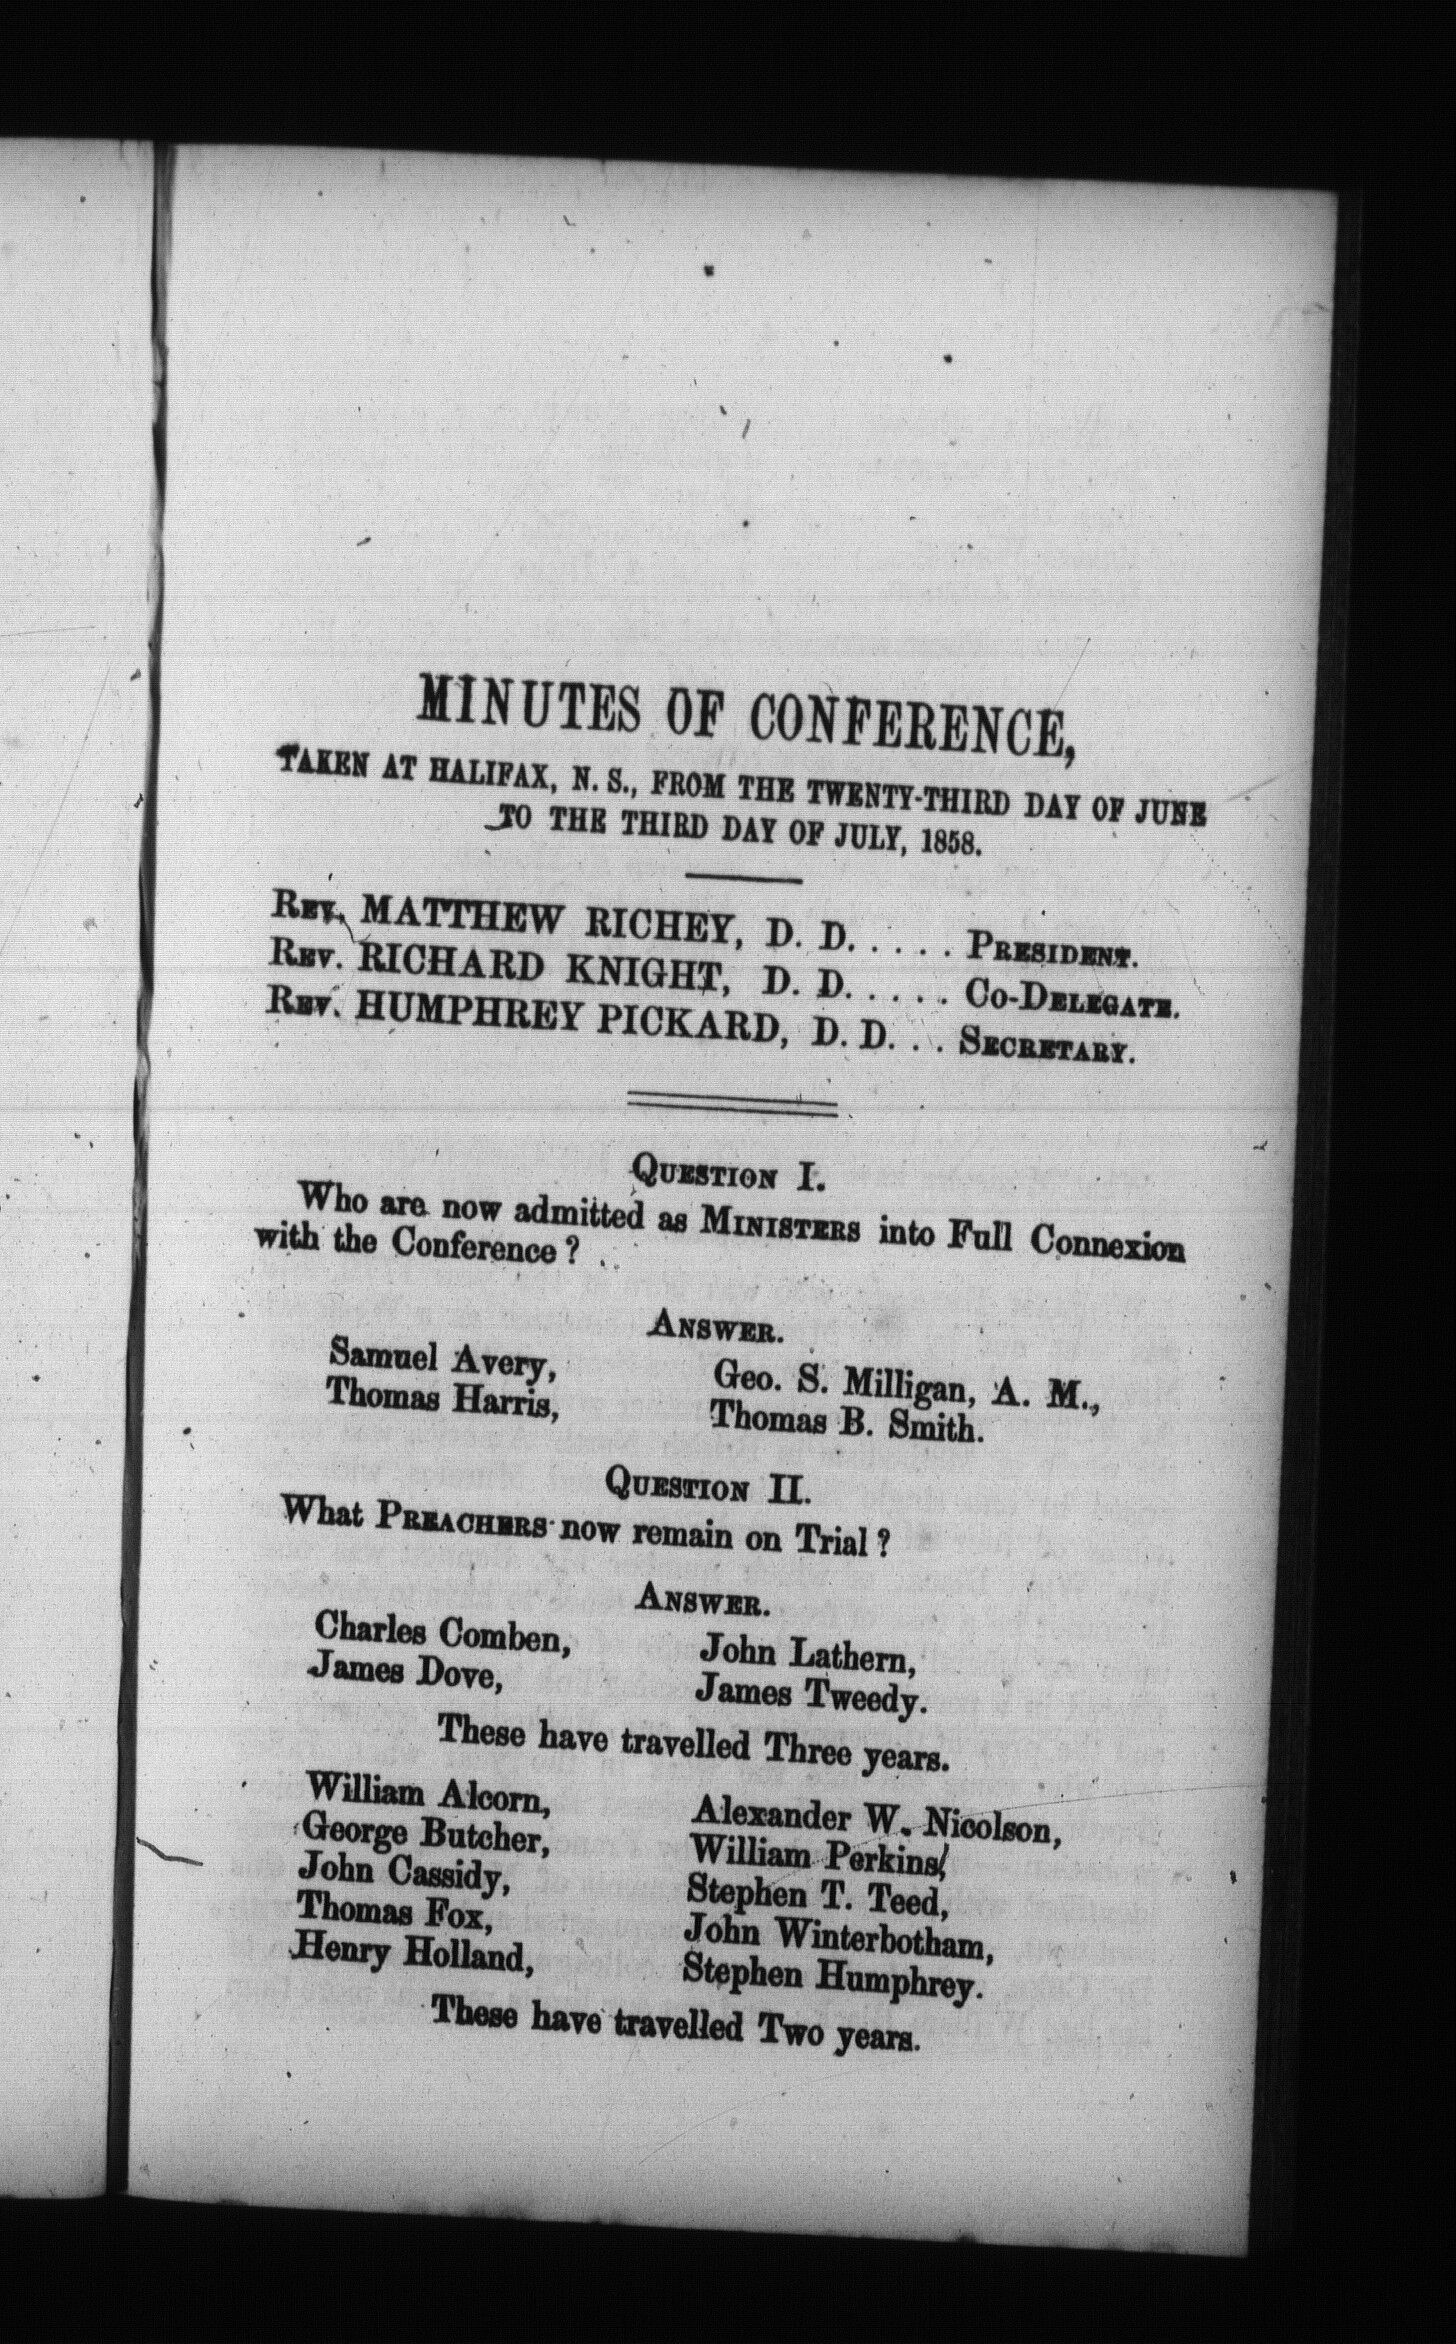 MINUTES OF CONFERENCE,
TAKEN AT HALIFAX, N. S., FROM THE TWENTY-THIRD DAY OF JUNE
TO THE THIRD DAY OF JULY, 1858.
REV. MATTHEW RICHEY, D. D. . . . . PRESIDENT.
REV. RICHARD KNIGHT, D. D. . . . . CO-DELEGATE.
REV. HUMPHREY PICKARD, D. D. . . SECRETARY.
QUESTION I.
Who are now admitted as MINISTERS into Full Connexion
with the Conference?
ANSWER.
Samuel Avery, Geo. S. Milligan, A. M.,
Thomas Harris, Thomas B. Smith.
QUESTION II.
What PREACHERS now remain on Trial?
ANSWER.
Charles Comben, John Lathern,
James Dove, James Tweedy.
These have travelled Three years.
William Alcorn, Alexander W. Nicolson,
George Butcher, William Perkins,
John Cassidy, Stephen T. Teed,
Thomas Fox, John Winterbotham,
Henry Holland, Stephen Humphrey.
These have travelled Two years.